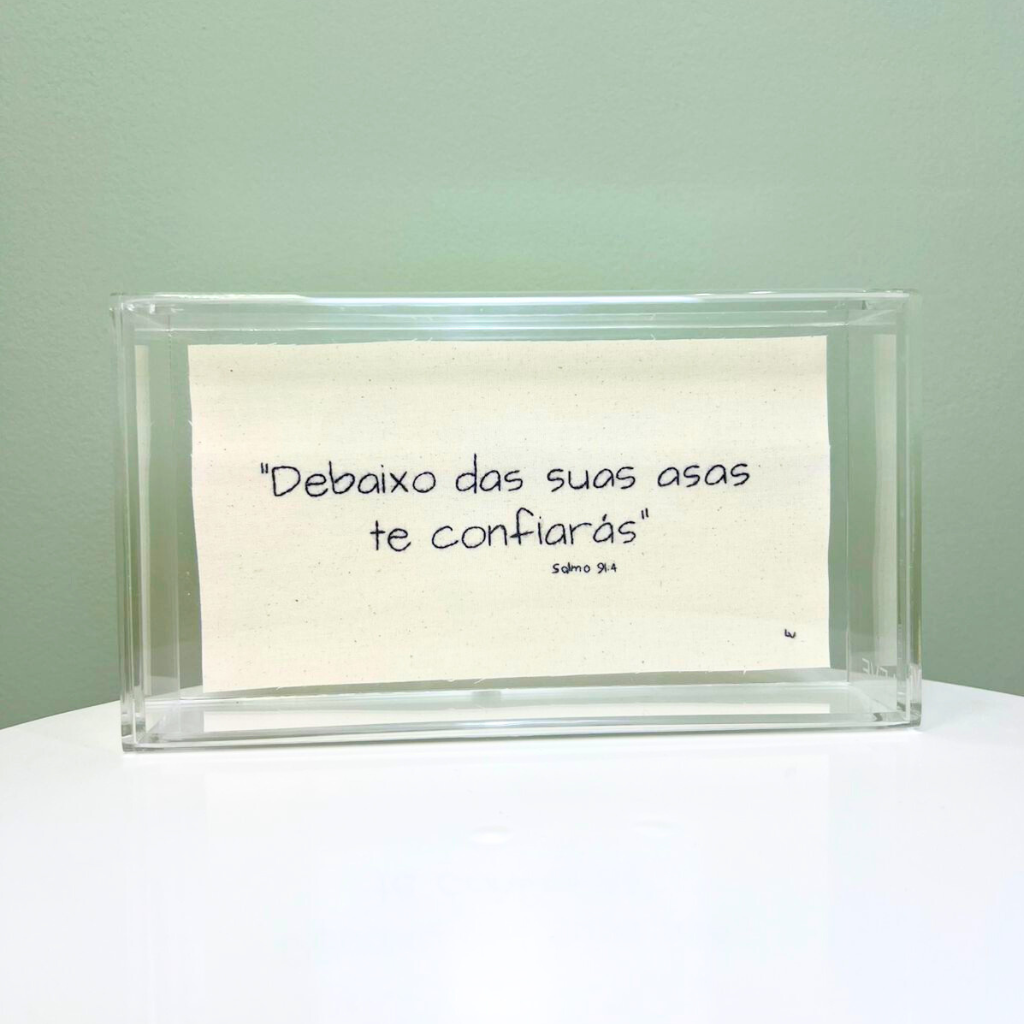 "Debaixo das suas asas
te confiarás"
Salmo 91:4